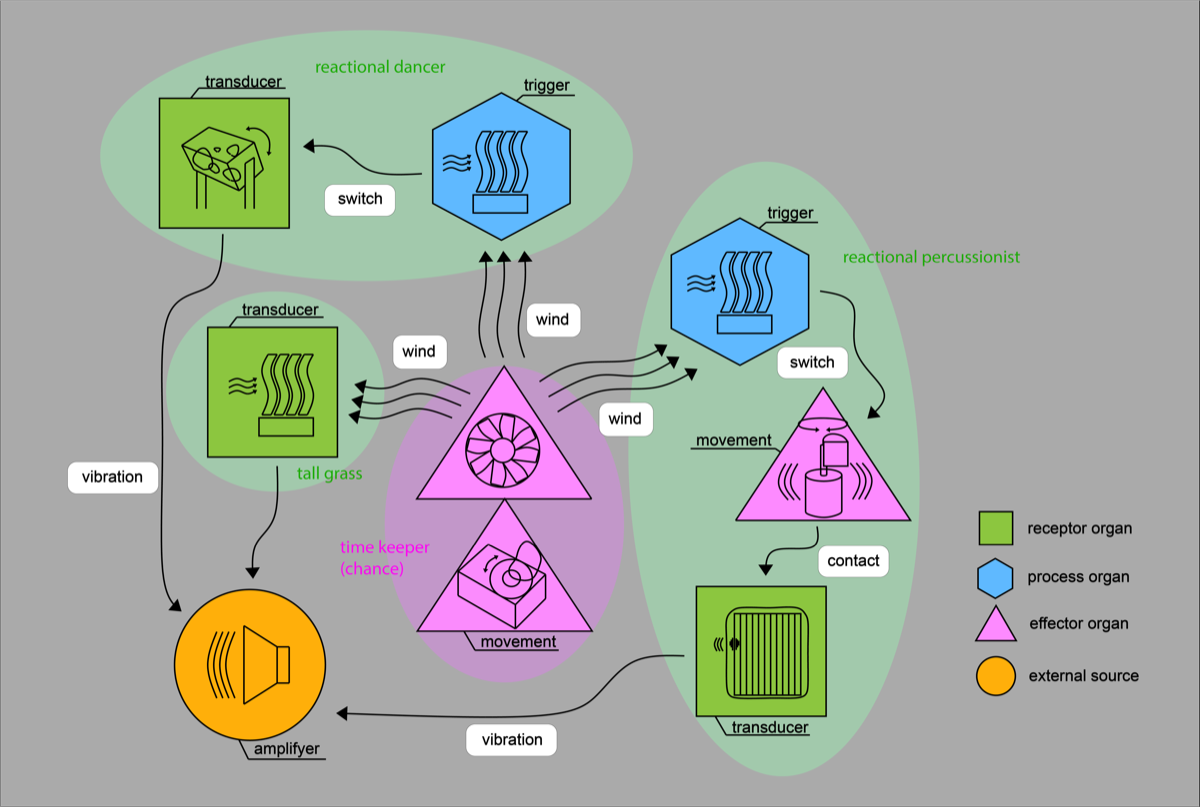 reactional dancer
transducer
trigger
switch
trigger
reactional percussionist
wind
transducer
wind
switch
wind
movement
tall grass
vibration
time keeper
(chance)
contact
movement
transducer
vibration
amplifyer
receptor organ
process organ
effector organ
external source